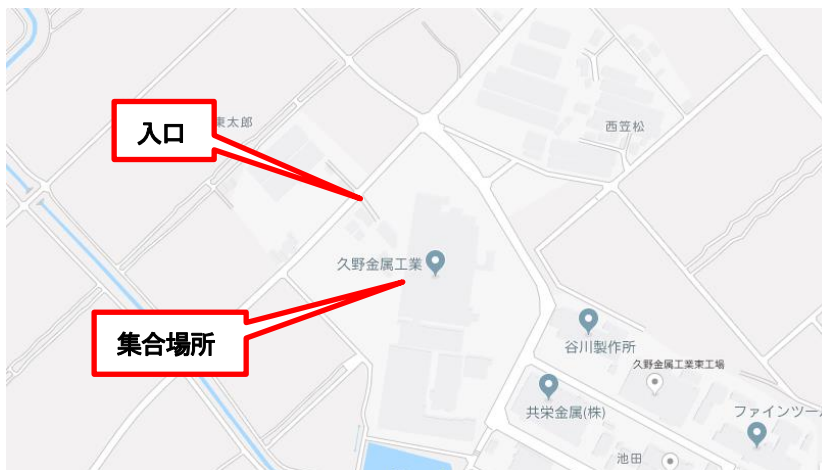 入口
東太郎
西笠松
久野金属工業
集合場所
谷川製作所
久野金属工業東工場
共栄金属(株)
ファインツー
池田